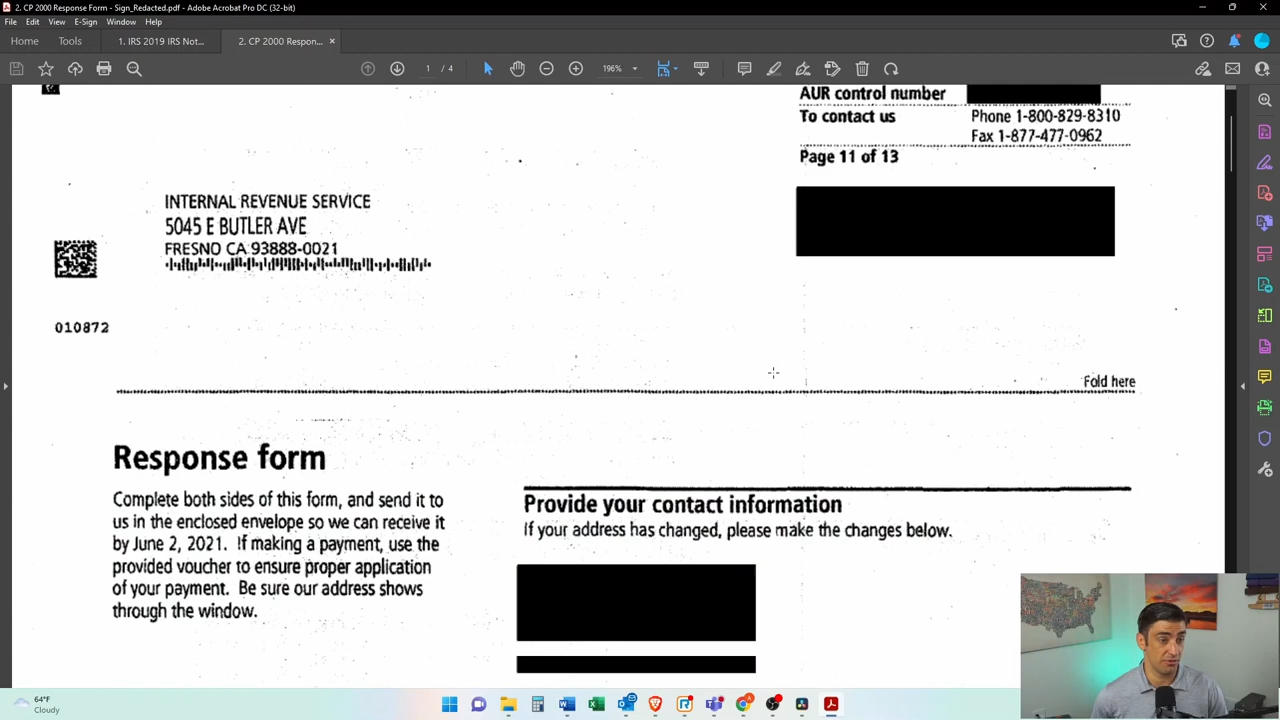 2. CP 2000 Response Form - Sign_Redacted.pdf - Adobe Acrobat Pro DC (32-bit)
File Edit View E-Sign Window Help
Home Tools 1. IRS 2019 IRS Not... 2. CP 2000 Respon... ×
1 / 4 196%
AUR control number
To contact us Phone 1-800-829-8310
Fax 1-877-477-0962
Page 11 of 13
INTERNAL REVENUE SERVICE
5045 E BUTLER AVE
FRESNO CA 93888-0021
010872
Fold here
Response form
Complete both sides of this form, and send it to
us in the enclosed envelope so we can receive it
by June 2, 2021. If making a payment, use the
provided voucher to ensure proper application
of your payment. Be sure our address shows
through the window.
Provide your contact information
If your address has changed, please make the changes below.
64°F
Cloudy